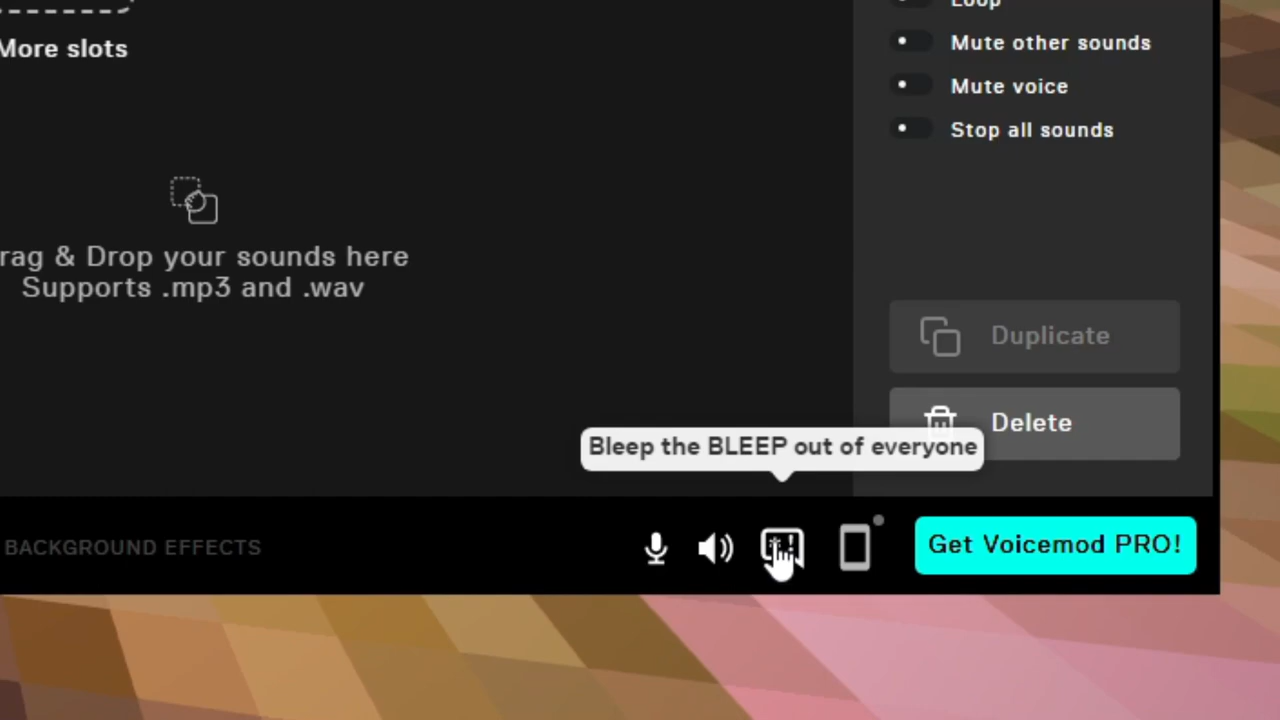 Loop
More slots
Mute other sounds
Mute voice
Stop all sounds
rag & Drop your sounds here
Supports .mp3 and .wav
Duplicate
Delete
Bleep the BLEEP out of everyone
BACKGROUND EFFECTS
Get Voicemod PRO!